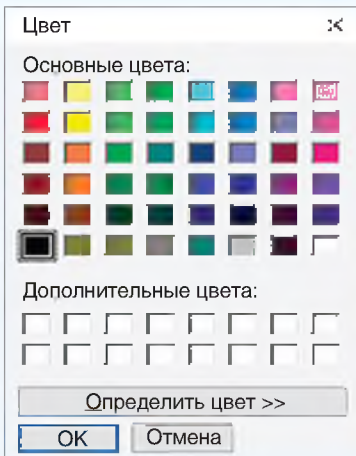 Цвет
Основные цвета:
Дополнительные цвета:
Определить цвет >>
OK
Отмена